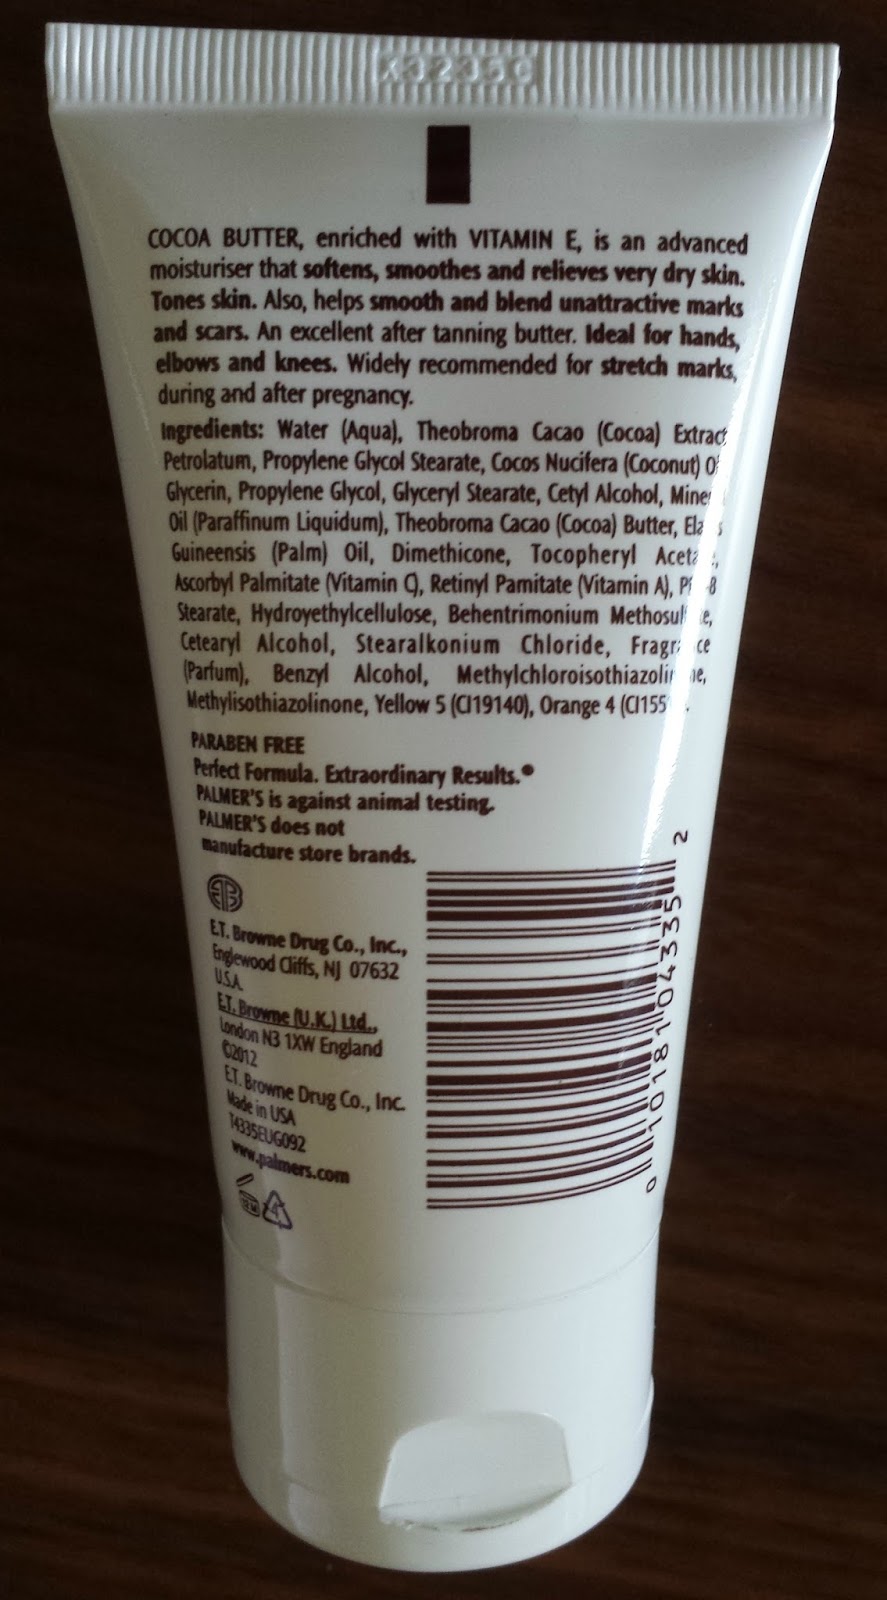 X3235C
COCOA BUTTER, enriched with VITAMIN E, is an advanced
moisturiser that softens, smoothes and relieves very dry skin.
Tones skin. Also, helps smooth and blend unattractive marks
and scars. An excellent after tanning butter. Ideal for hands,
elbows and knees. Widely recommended for stretch marks,
during and after pregnancy.
Ingredients: Water (Aqua), Theobroma Cacao (Cocoa) Extract
Petrolatum, Propylene Glycol Stearate, Cocos Nucifera (Coconut)
Glycerin, Propylene Glycol, Glyceryl Stearate, Cetyl Alcohol,
Oil (Paraffinum Liquidum), Theobroma Cacao (Cocoa) Butter,
Guineensis (Palm) Oil, Dimethicone, Tocopheryl
Ascorbyl Palmitate (Vitamin C), Retinyl Pamitate (Vitamin A),
Stearate, Hydroyethylcellulose, Behentrimonium
Cetearyl Alcohol, Stearalkonium Chloride,
(Parfum), Benzyl Alcohol,
Methylisothiazolinone, Yellow 5 (CI19140), Orange 4
PARABEN FREE
Perfect Formula. Extraordinary Results.®
PALMER'S is against animal testing.
PALMER'S does not
manufacture store brands.
E.T. Browne Drug Co., Inc.,
Englewood Cliffs, NJ 07632
U.S.A.
E.T. Browne (U.K.) Ltd.,
London N3 1XW England
©2012
E.T. Browne Drug Co., Inc.
Made in USA
T4335EUG092
www.palmers.com
4
0 10181 04335 2